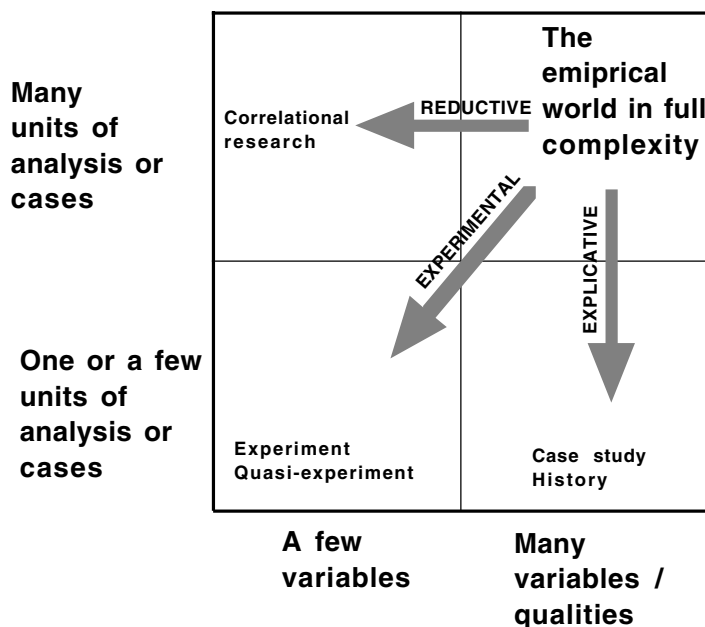 Many
units of
analysis or
cases
Correlational
research
REDUCTIVE
The
emiprical
world in full
complexity
EXPERIMENTAL
EXPLICATIVE
One or a few
units of
analysis or
cases
Experiment
Quasi-experiment
Case study
History
A few
variables
Many
variables /
qualities